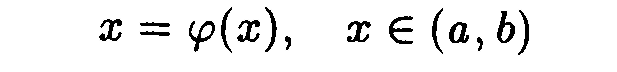 x = φ(x), x ∈ (a, b)